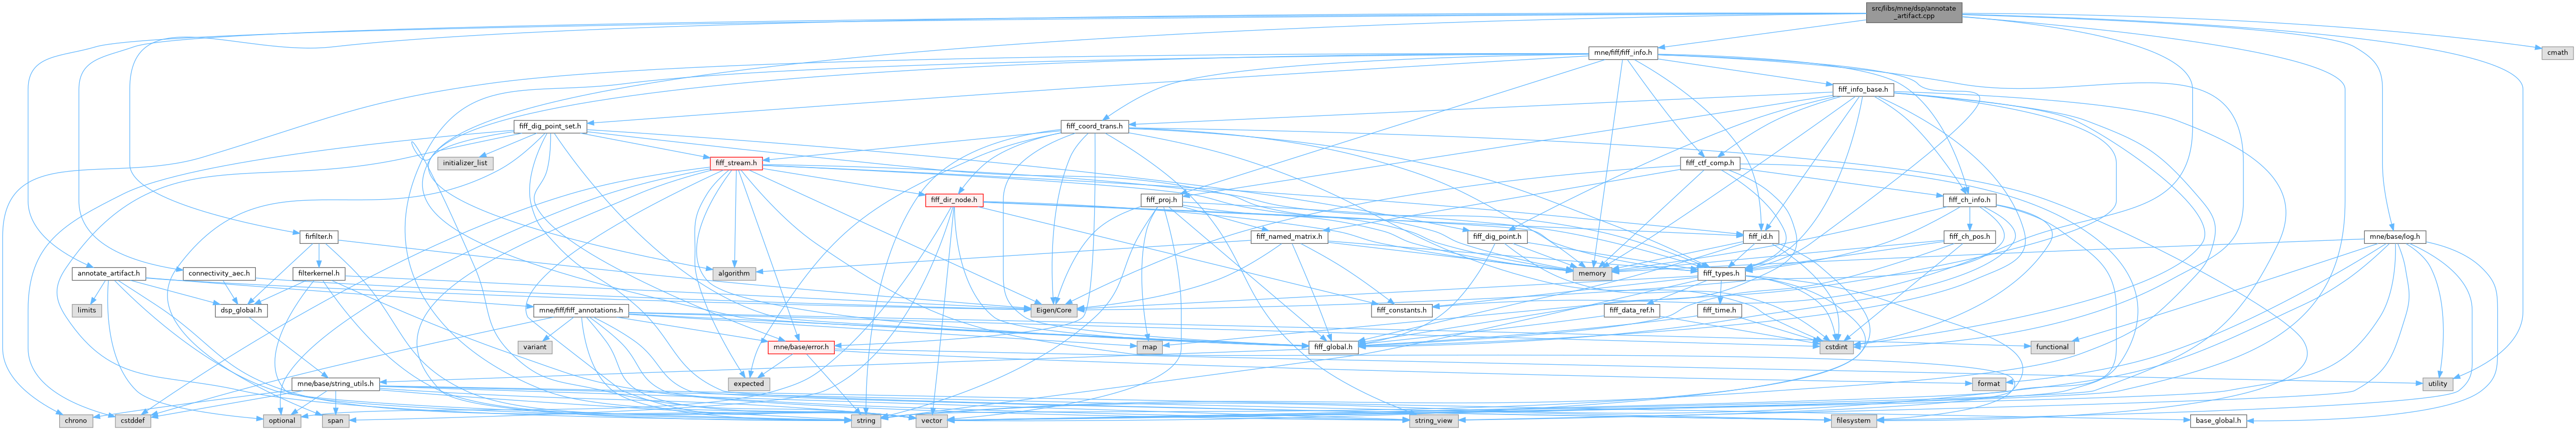 src/libs/mne/dsp/annotate
_artifact.cpp
mne/fiff/fiff_info.h
cmath
fiff_info_base.h
fiff_dig_point_set.h
fiff_coord_trans.h
initializer_list
fiff_stream.h
fiff_ctf_comp.h
fiff_dir_node.h
fiff_proj.h
fiff_ch_info.h
firfilter.h
fiff_named_matrix.h
fiff_dig_point.h
fiff_id.h
fiff_ch_pos.h
mne/base/log.h
annotate_artifact.h
connectivity_aec.h
filterkernel.h
algorithm
memory
fiff_types.h
limits
dsp_global.h
mne/fiff/fiff_annotations.h
Eigen/Core
fiff_constants.h
fiff_data_ref.h
fiff_time.h
variant
mne/base/error.h
map
fiff_global.h
cstdint
functional
mne/base/string_utils.h
expected
format
utility
chrono
cstddef
optional
span
string
vector
string_view
filesystem
base_global.h